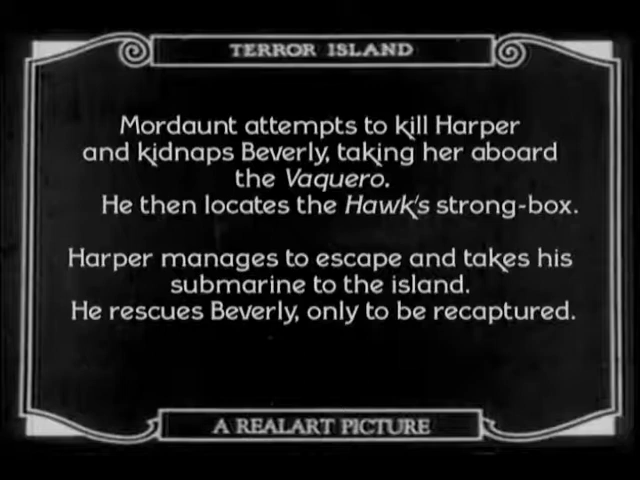 TERROR ISLAND
Mordaunt attempts to kill Harper
and kidnaps Beverly, taking her aboard
the Vaquero.
He then locates the Hawk's strong-box.
Harper manages to escape and takes his
submarine to the island.
He rescues Beverly, only to be recaptured.
A REALART PICTURE